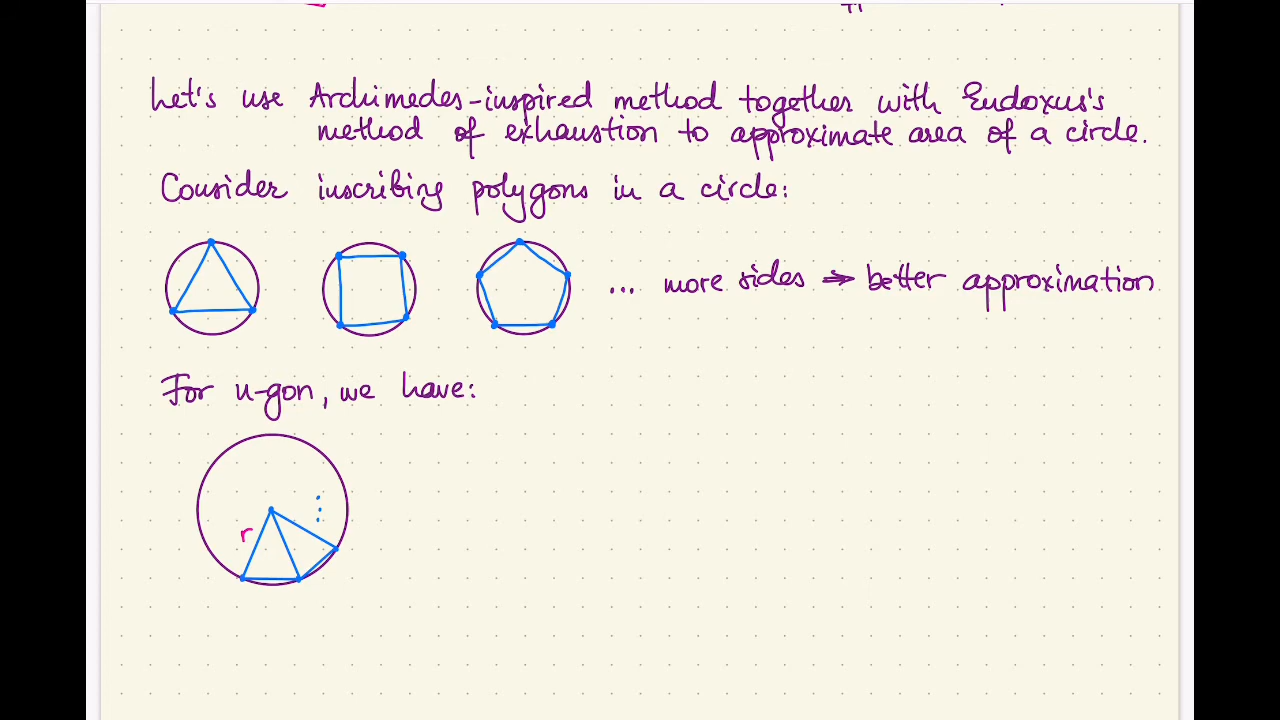 Let's use Archimedes-inspired method together with Eudoxus's
method of exhaustion to approximate area of a circle.
Consider inscribing polygons in a circle:
... more sides ⇒ better approximation
For n-gon, we have:
r